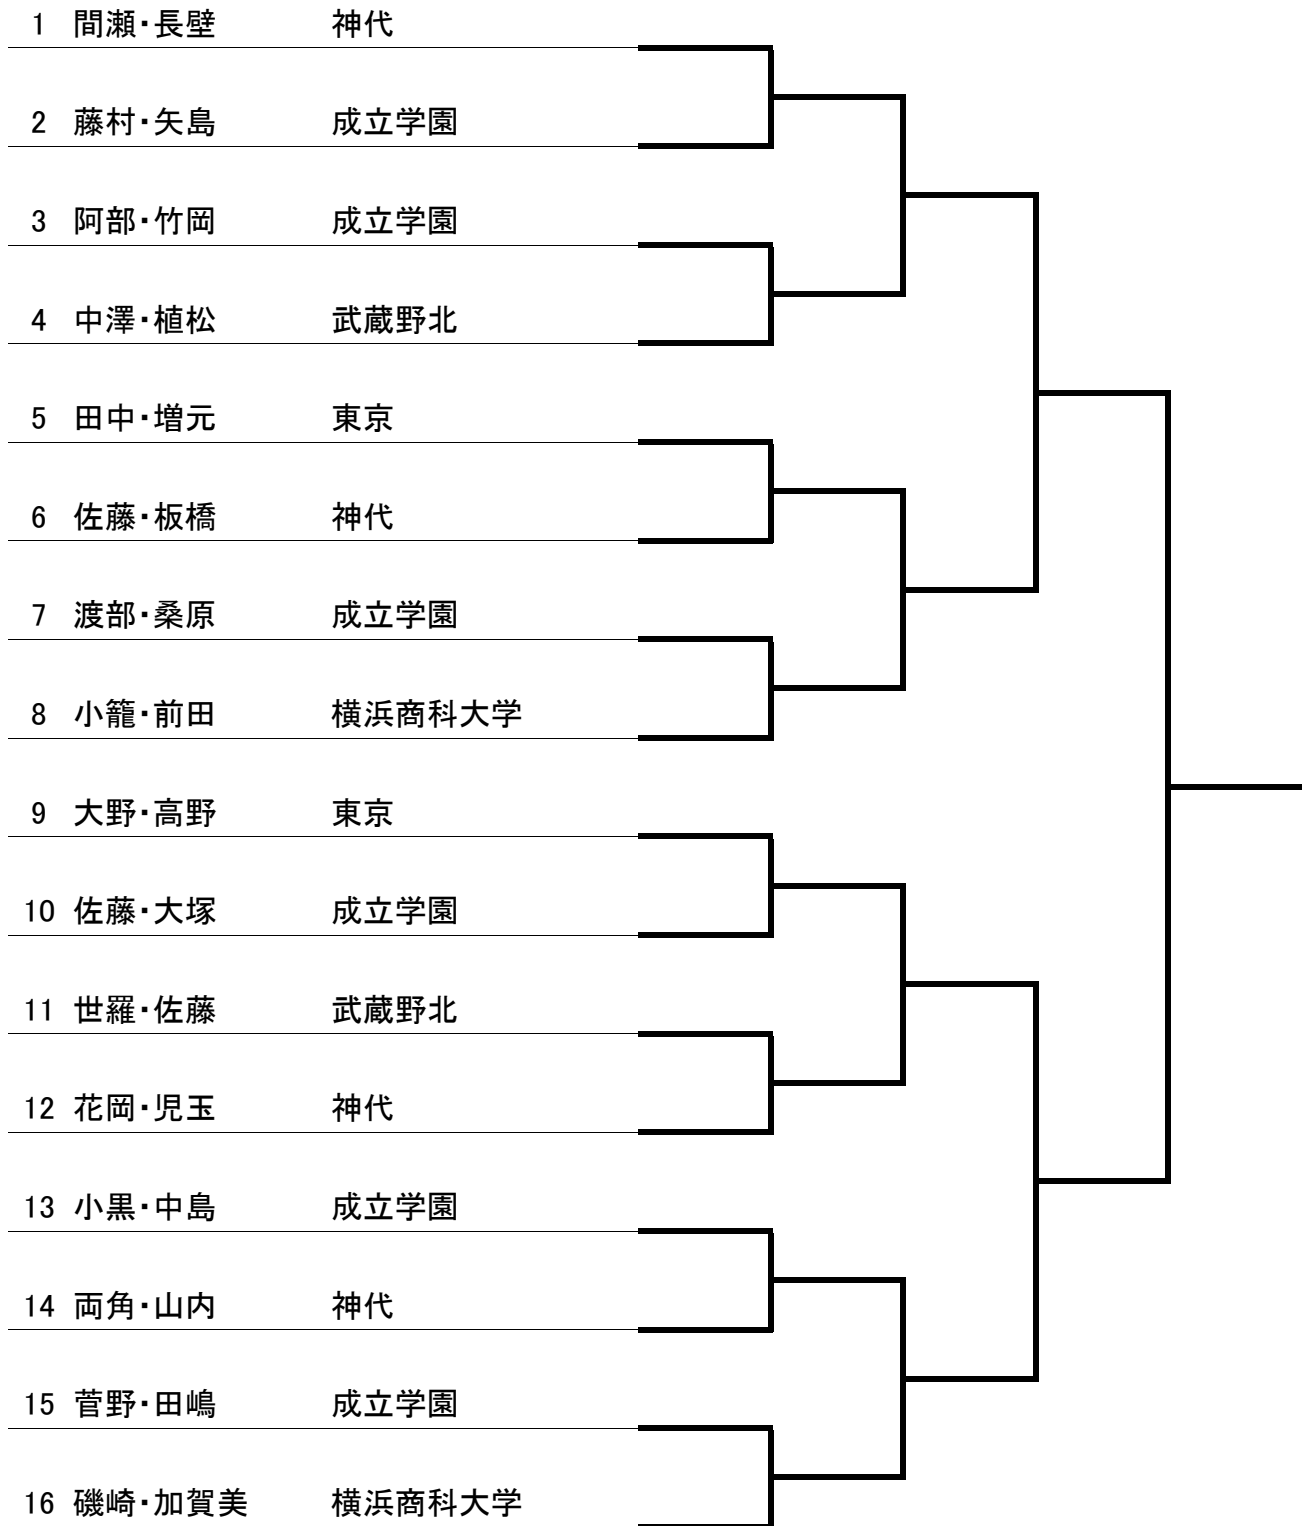 1 間瀬・長壁 神代
2 藤村・矢島 成立学園
3 阿部・竹岡 成立学園
4 中澤・植松 武蔵野北
5 田中・増元 東京
6 佐藤・板橋 神代
7 渡部・桑原 成立学園
8 小籠・前田 横浜商科大学
9 大野・高野 東京
10 佐藤・大塚 成立学園
11 世羅・佐藤 武蔵野北
12 花岡・児玉 神代
13 小黒・中島 成立学園
14 両角・山内 神代
15 菅野・田嶋 成立学園
16 磯崎・加賀美 横浜商科大学